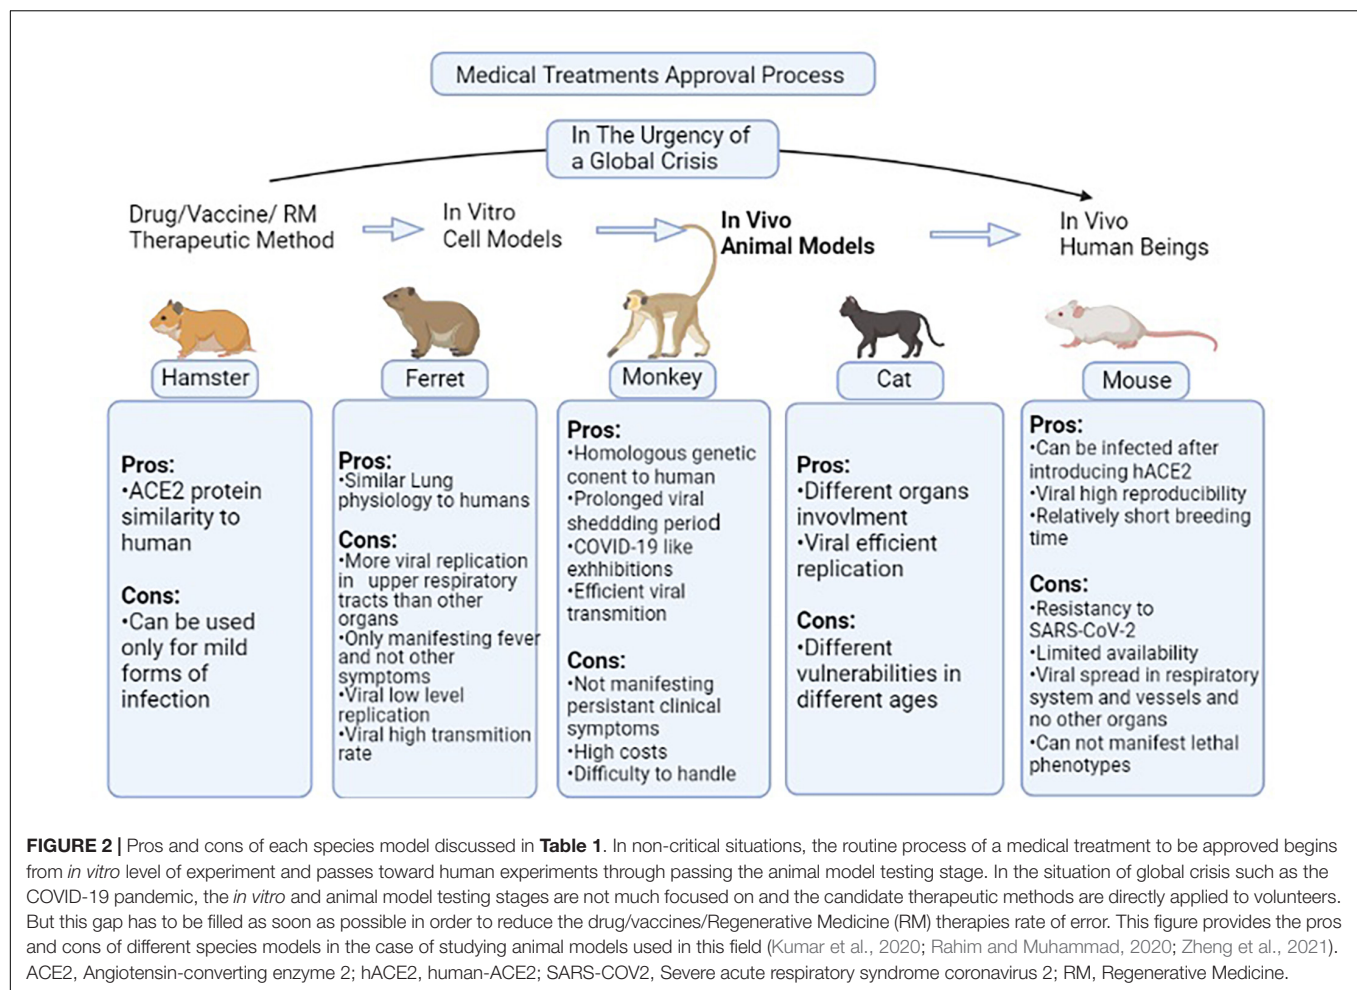 Medical Treatments Approval Process
In The Urgency of
a Global Crisis
Drug/Vaccine/ RM
Therapeutic Method
In Vitro
Cell Models
In Vivo
Animal Models
In Vivo
Human Beings
Hamster
Pros:
•ACE2 protein
similarity to
human
Cons:
•Can be used
only for mild
forms of
infection
Ferret
Pros:
•Similar Lung
physiology to humans
Cons:
•More viral replication
in upper respiratory
tracts than other
organs
•Only manifesting fever
and not other
symptoms
•Viral low level
replication
•Viral high transmition
rate
Monkey
Pros:
•Homologous genetic
conent to human
•Prolonged viral
sheddding period
•COVID-19 like
exhhibitions
•Efficient viral
transmition
Cons:
•Not manifesting
persistant clinical
symptoms
•High costs
•Difficulty to handle
Cat
Pros:
•Different organs
invovlment
•Viral efficient
replication
Cons:
•Different
vulnerabilities in
different ages
Mouse
Pros:
•Can be infected after
introducing hACE2
•Viral high reproducibility
•Relatively short breeding
time
Cons:
•Resistancy to
SARS-CoV-2
•Limited availability
•Viral spread in respiratory
system and vessels and
no other organs
•Can not manifest lethal
phenotypes
FIGURE 2 | Pros and cons of each species model discussed in Table 1. In non-critical situations, the routine process of a medical treatment to be approved begins
from in vitro level of experiment and passes toward human experiments through passing the animal model testing stage. In the situation of global crisis such as the
COVID-19 pandemic, the in vitro and animal model testing stages are not much focused on and the candidate therapeutic methods are directly applied to volunteers.
But this gap has to be filled as soon as possible in order to reduce the drug/vaccines/Regenerative Medicine (RM) therapies rate of error. This figure provides the pros
and cons of different species models in the case of studying animal models used in this field (Kumar et al., 2020; Rahim and Muhammad, 2020; Zheng et al., 2021).
ACE2, Angiotensin-converting enzyme 2; hACE2, human-ACE2; SARS-COV2, Severe acute respiratory syndrome coronavirus 2; RM, Regenerative Medicine.